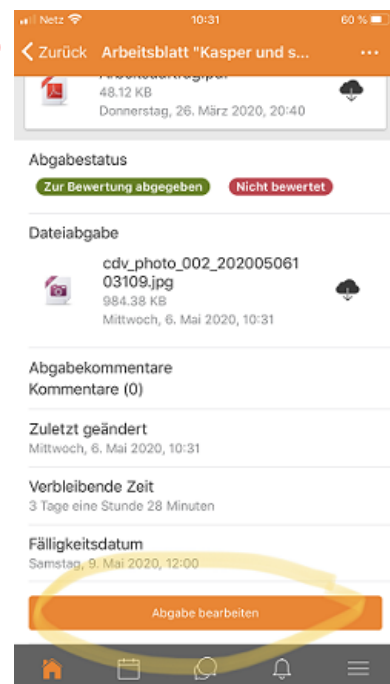 Netz 10:31 60 %
Zurück Arbeitsblatt "Kasper und s...
48.12 KB
Donnerstag, 26. März 2020, 20:40
Abgabestatus
Zur Bewertung abgegeben Nicht bewertet
Dateiabgabe
cdv_photo_002_202005061
03109.jpg
984.38 KB
Mittwoch, 6. Mai 2020, 10:31
Abgabekommentare
Kommentare (0)
Zuletzt geändert
Mittwoch, 6. Mai 2020, 10:31
Verbleibende Zeit
3 Tage eine Stunde 28 Minuten
Fälligkeitsdatum
Samstag, 9. Mai 2020, 12:00
Abgabe bearbeiten